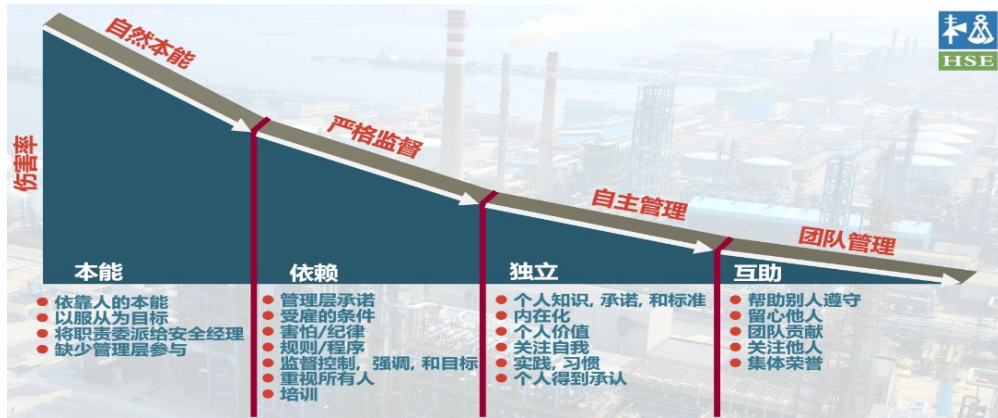 自然本能
严格监督
自主管理
团队管理
伤害率
HSE
本能
依靠人的本能
以服从为目标
将职责委派给安全经理
缺少管理层参与
依赖
管理层承诺
受雇的条件
害怕/纪律
规则/程序
监督控制，强调，和目标
重视所有人
培训
独立
个人知识，承诺，和标准
内在化
个人价值
关注自我
实践，习惯
个人得到承认
互助
帮助别人遵守
留心他人
团队贡献
关注他人
集体荣誉